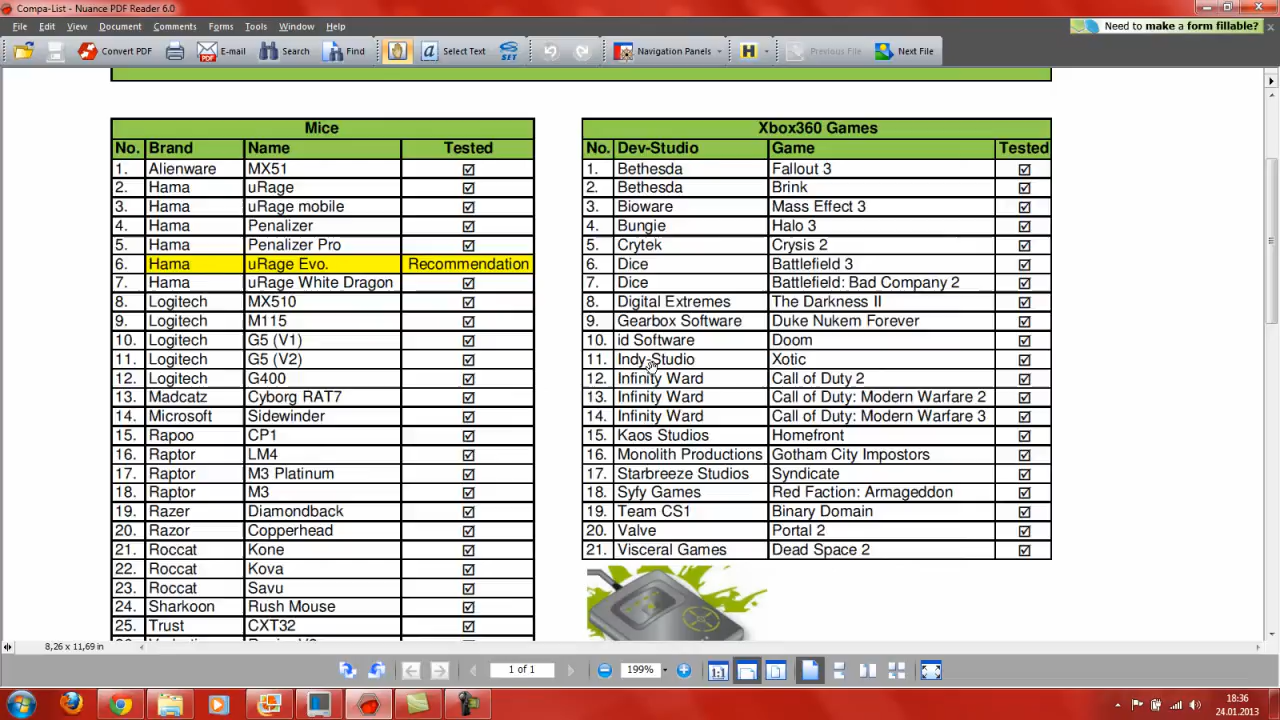 Compa-List - Nuance PDF Reader 6.0
File Edit View Document Comments Forms Tools Window Help
Need to make a form fillable?
Convert PDF E-mail Search Find Select Text SET Navigation Panels H Previous File Next File
Mice
No. Brand Name Tested
1. Alienware MX51
2. Hama uRage
3. Hama uRage mobile
4. Hama Penalizer
5. Hama Penalizer Pro
6. Hama uRage Evo. Recommendation
7. Hama uRage White Dragon
8. Logitech MX510
9. Logitech M115
10. Logitech G5 (V1)
11. Logitech G5 (V2)
12. Logitech G400
13. Madcatz Cyborg RAT7
14. Microsoft Sidewinder
15. Rapoo CP1
16. Raptor LM4
17. Raptor M3 Platinum
18. Raptor M3
19. Razer Diamondback
20. Razor Copperhead
21. Roccat Kone
22. Roccat Kova
23. Roccat Savu
24. Sharkoon Rush Mouse
25. Trust CXT32
Xbox360 Games
No. Dev-Studio Game Tested
1. Bethesda Fallout 3
2. Bethesda Brink
3. Bioware Mass Effect 3
4. Bungie Halo 3
5. Crytek Crysis 2
6. Dice Battlefield 3
7. Dice Battlefield: Bad Company 2
8. Digital Extremes The Darkness II
9. Gearbox Software Duke Nukem Forever
10. id Software Doom
11. Indy-Studio Xotic
12. Infinity Ward Call of Duty 2
13. Infinity Ward Call of Duty: Modern Warfare 2
14. Infinity Ward Call of Duty: Modern Warfare 3
15. Kaos Studios Homefront
16. Monolith Productions Gotham City Impostors
17. Starbreeze Studios Syndicate
18. Syfy Games Red Faction: Armageddon
19. Team CS1 Binary Domain
20. Valve Portal 2
21. Visceral Games Dead Space 2
8,26 x 11,69 in
1 of 1 199% 1:1
18:36
24.01.2013